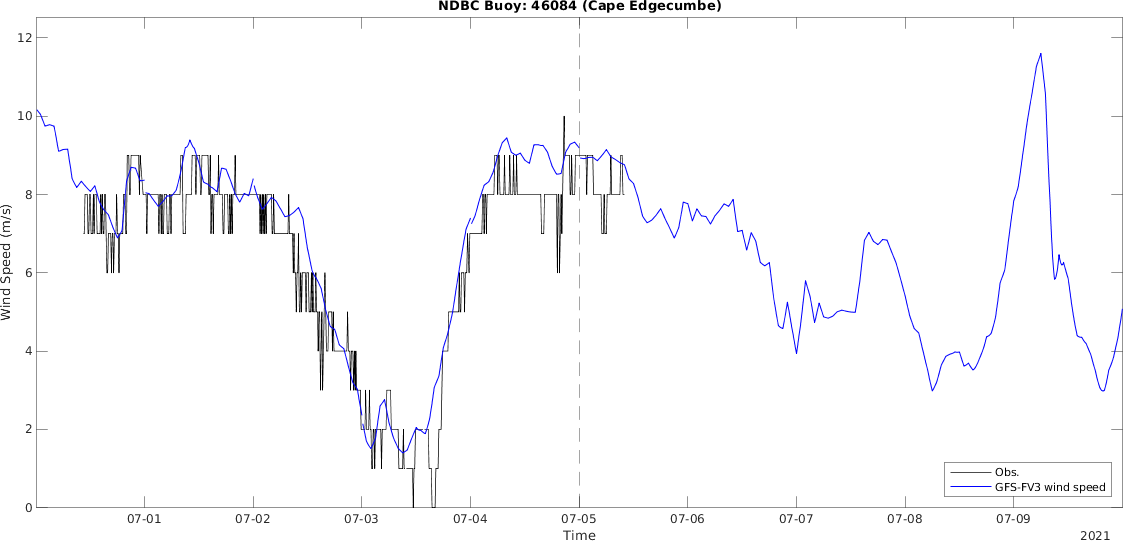 NDBC Buoy: 46084 (Cape Edgecumbe)
12
10
8
6
4
2
0
Wind Speed (m/s)
Obs.
GFS-FV3 wind speed
07-01 07-02 07-03 07-04 07-05 07-06 07-07 07-08 07-09
Time
2021